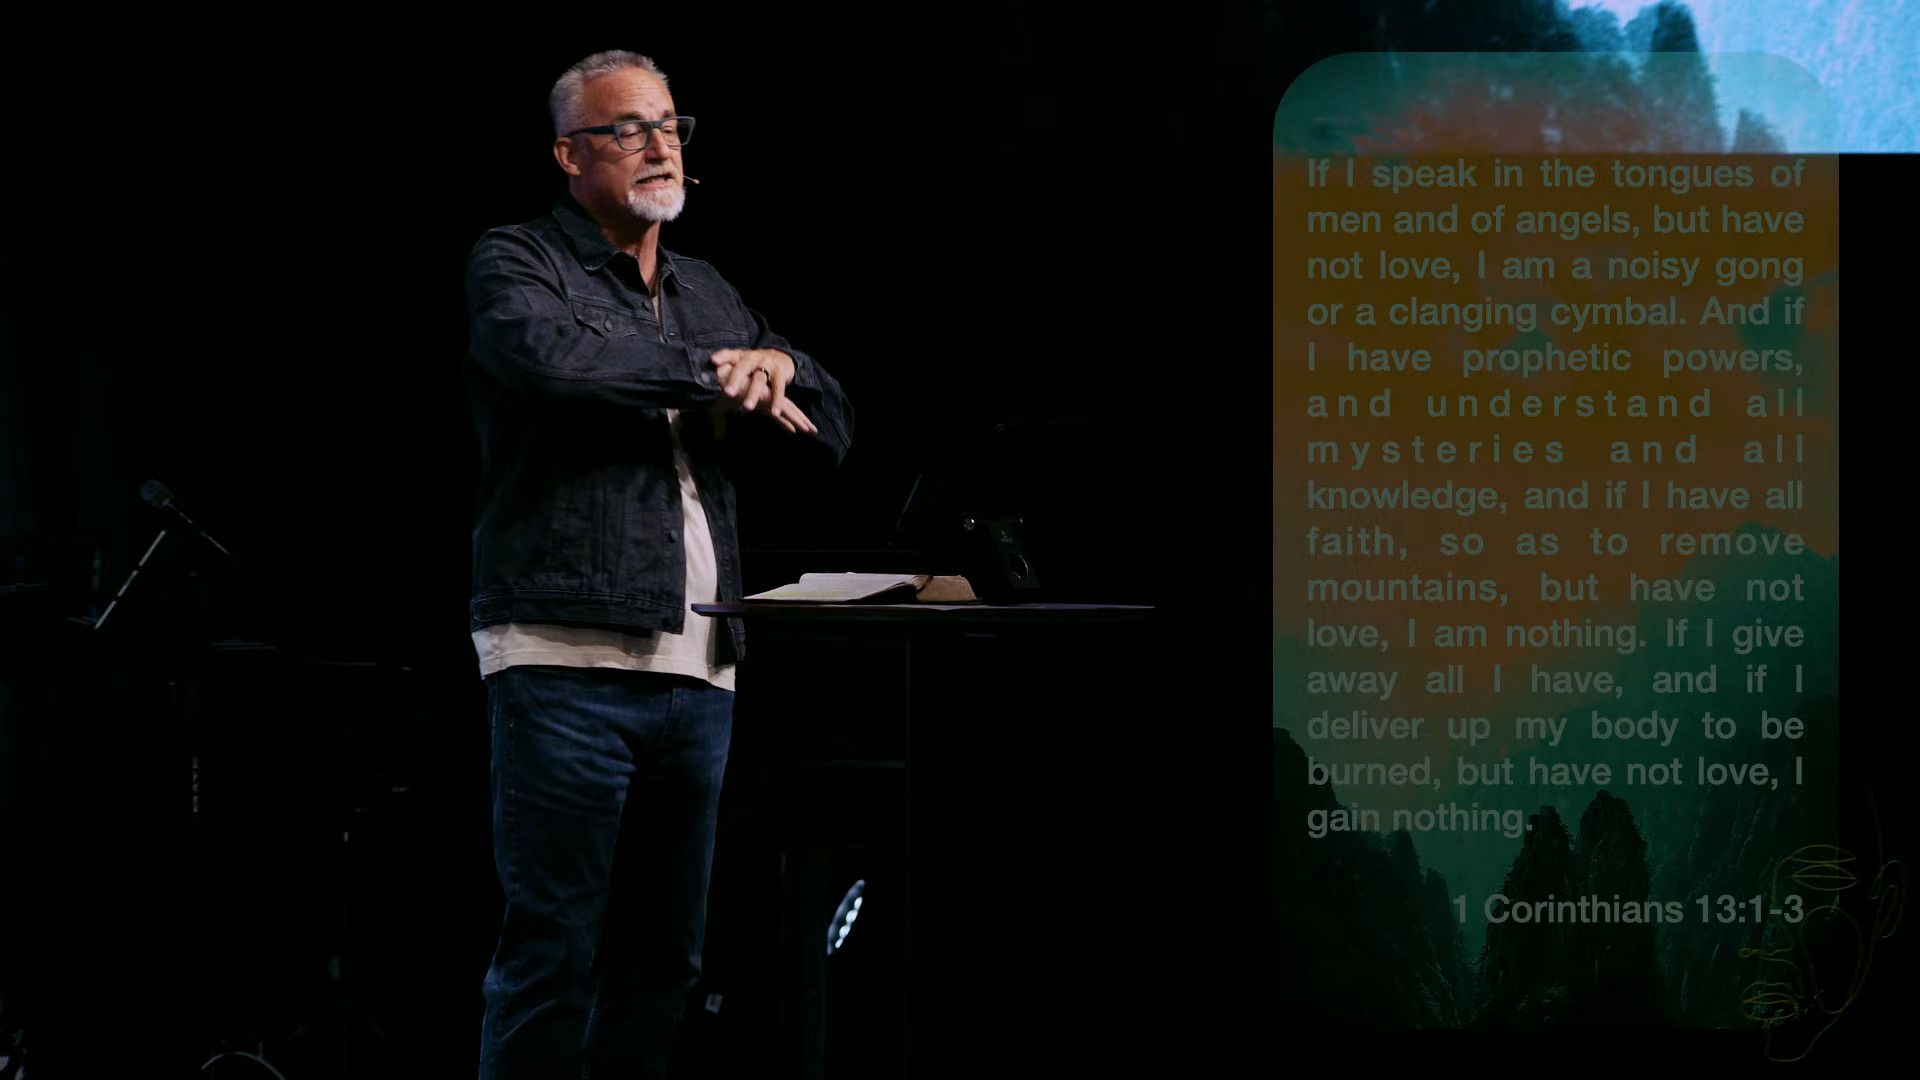 If I speak in the tongues of
men and of angels, but have
not love, I am a noisy gong
or a clanging cymbal. And if
I have prophetic powers,
and understand all
mysteries and all
knowledge, and if I have all
faith, so as to remove
mountains, but have not
love, I am nothing. If I give
away all I have, and if I
deliver up my body to be
burned, but have not love, I
gain nothing.
1 Corinthians 13:1-3